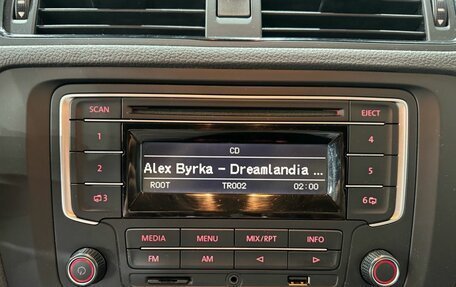 SCAN
EJECT
1
CD
4
2
Alex Byrka - Dreamlandia ...
5
ROOT TR002 02:00
3
6
MEDIA MENU MIX/RPT INFO
FM AM